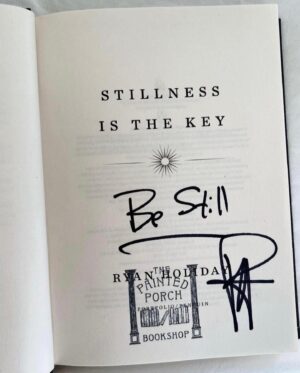 STILLNESS
IS THE KEY
Be Still
RYAN HOLIDAY
THE
PAINTED
PORCH
BOOKSHOP